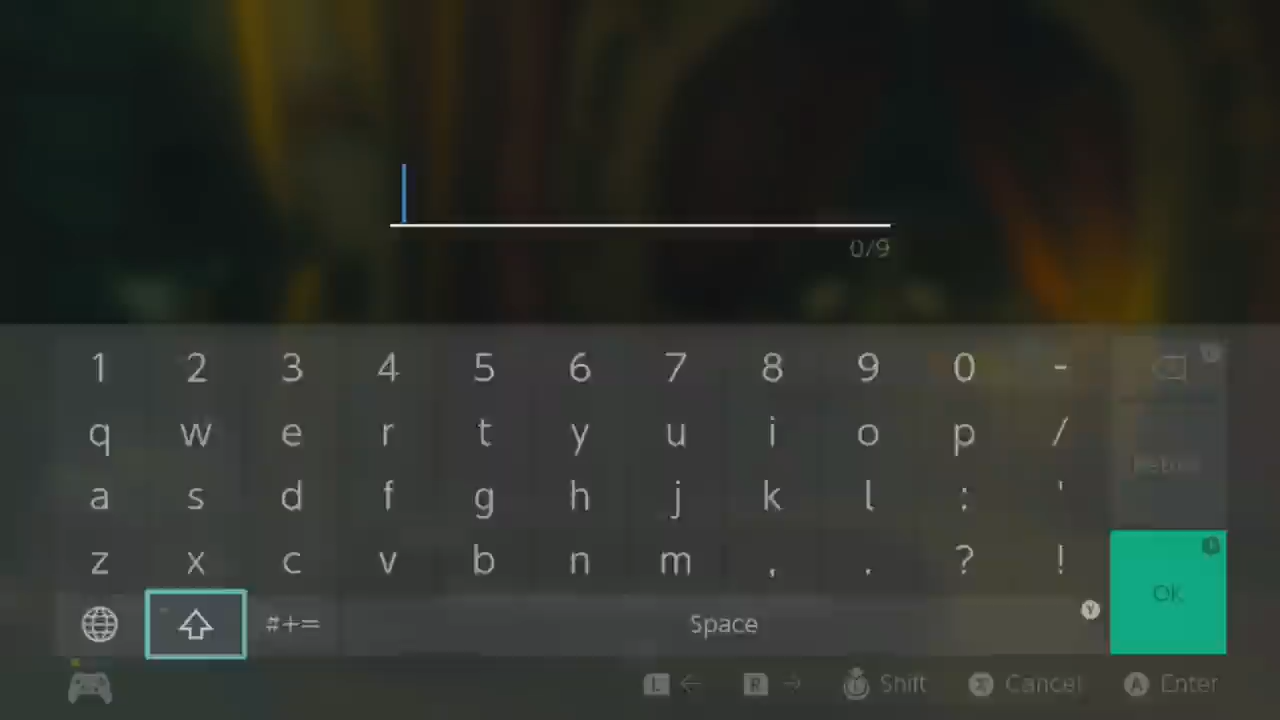 0/9
1 2 3 4 5 6 7 8 9 0 -
q w e r t y u i o p /
a s d f g h j k l : '
z x c v b n m , . ? !
OK
#+= Space Y
L ← R → L Shift Cancel A Enter